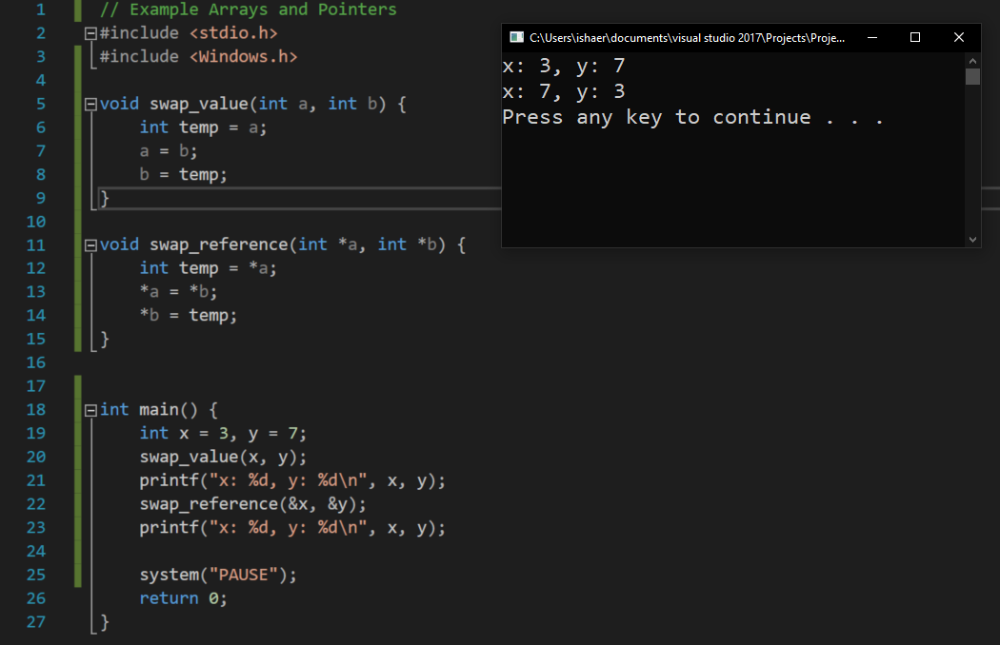 1 // Example Arrays and Pointers
2 #include <stdio.h>
3 #include <Windows.h>
4
5 void swap_value(int a, int b) {
6 int temp = a;
7 a = b;
8 b = temp;
9 }
10
11 void swap_reference(int *a, int *b) {
12 int temp = *a;
13 *a = *b;
14 *b = temp;
15 }
16
17
18 int main() {
19 int x = 3, y = 7;
20 swap_value(x, y);
21 printf("x: %d, y: %d\n", x, y);
22 swap_reference(&x, &y);
23 printf("x: %d, y: %d\n", x, y);
24
25 system("PAUSE");
26 return 0;
27 }
C:\Users\ishaer\documents\visual studio 2017\Projects\Proje...
x: 3, y: 7
x: 7, y: 3
Press any key to continue . . .